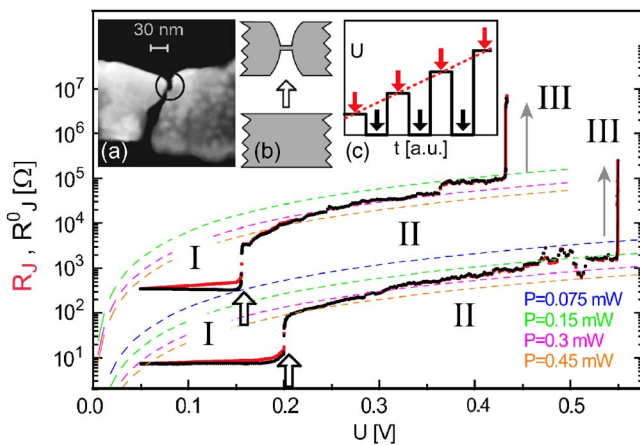 30 nm
(a)
(b)
U
(c)
t [a.u.]
R_J , R^0_J [Ω]
10^7
10^6
10^5
10^4
10^3
10^2
10^1
III
III
I
II
I
II
P=0.075 mW
P=0.15 mW
P=0.3 mW
P=0.45 mW
0.0 0.1 0.2 0.3 0.4 0.5
U [V]